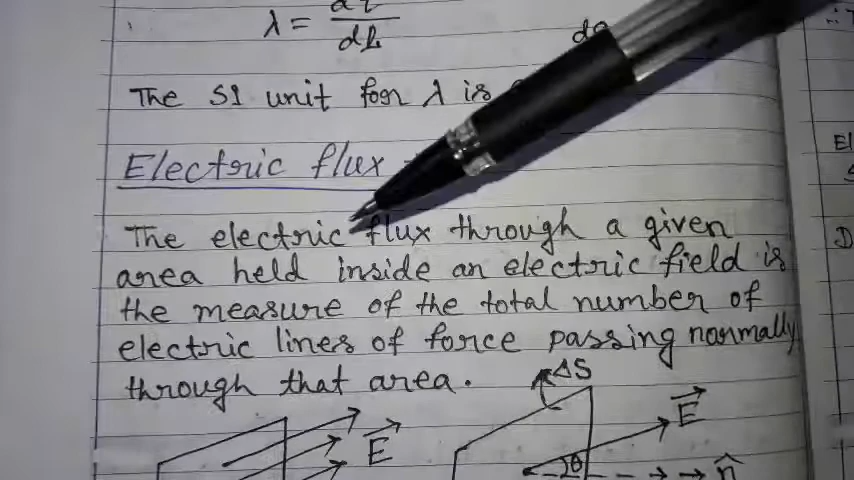 λ = dL
The SI unit for λ is
Electric flux
The electric flux through a given
area held inside an electric field is
the measure of the total number of
electric lines of force passing normally
through that area.
ΔS
E
E
θ
n̂
El
D